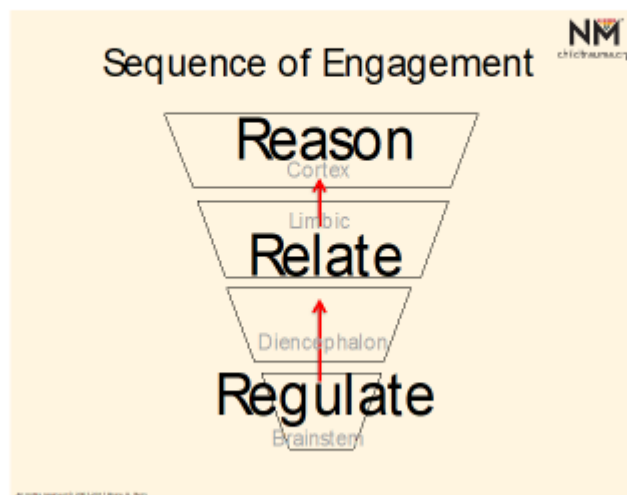 NM
Sequence of Engagement
Reason
Cortex
Limbic
Relate
Diencephalon
Regulate
Brainstem